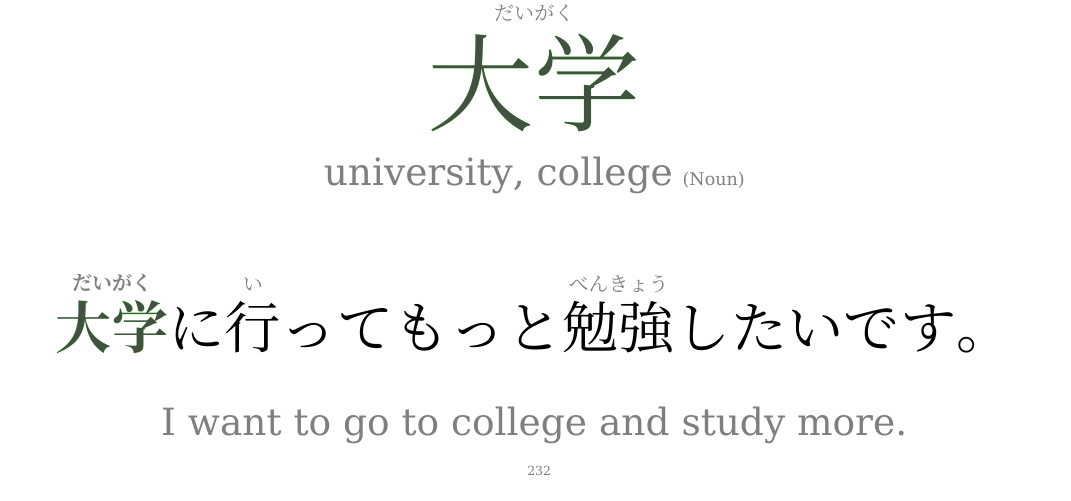 だいがく
大学
university, college (Noun)
だいがく い べんきょう
大学に行ってもっと勉強したいです。
I want to go to college and study more.
232